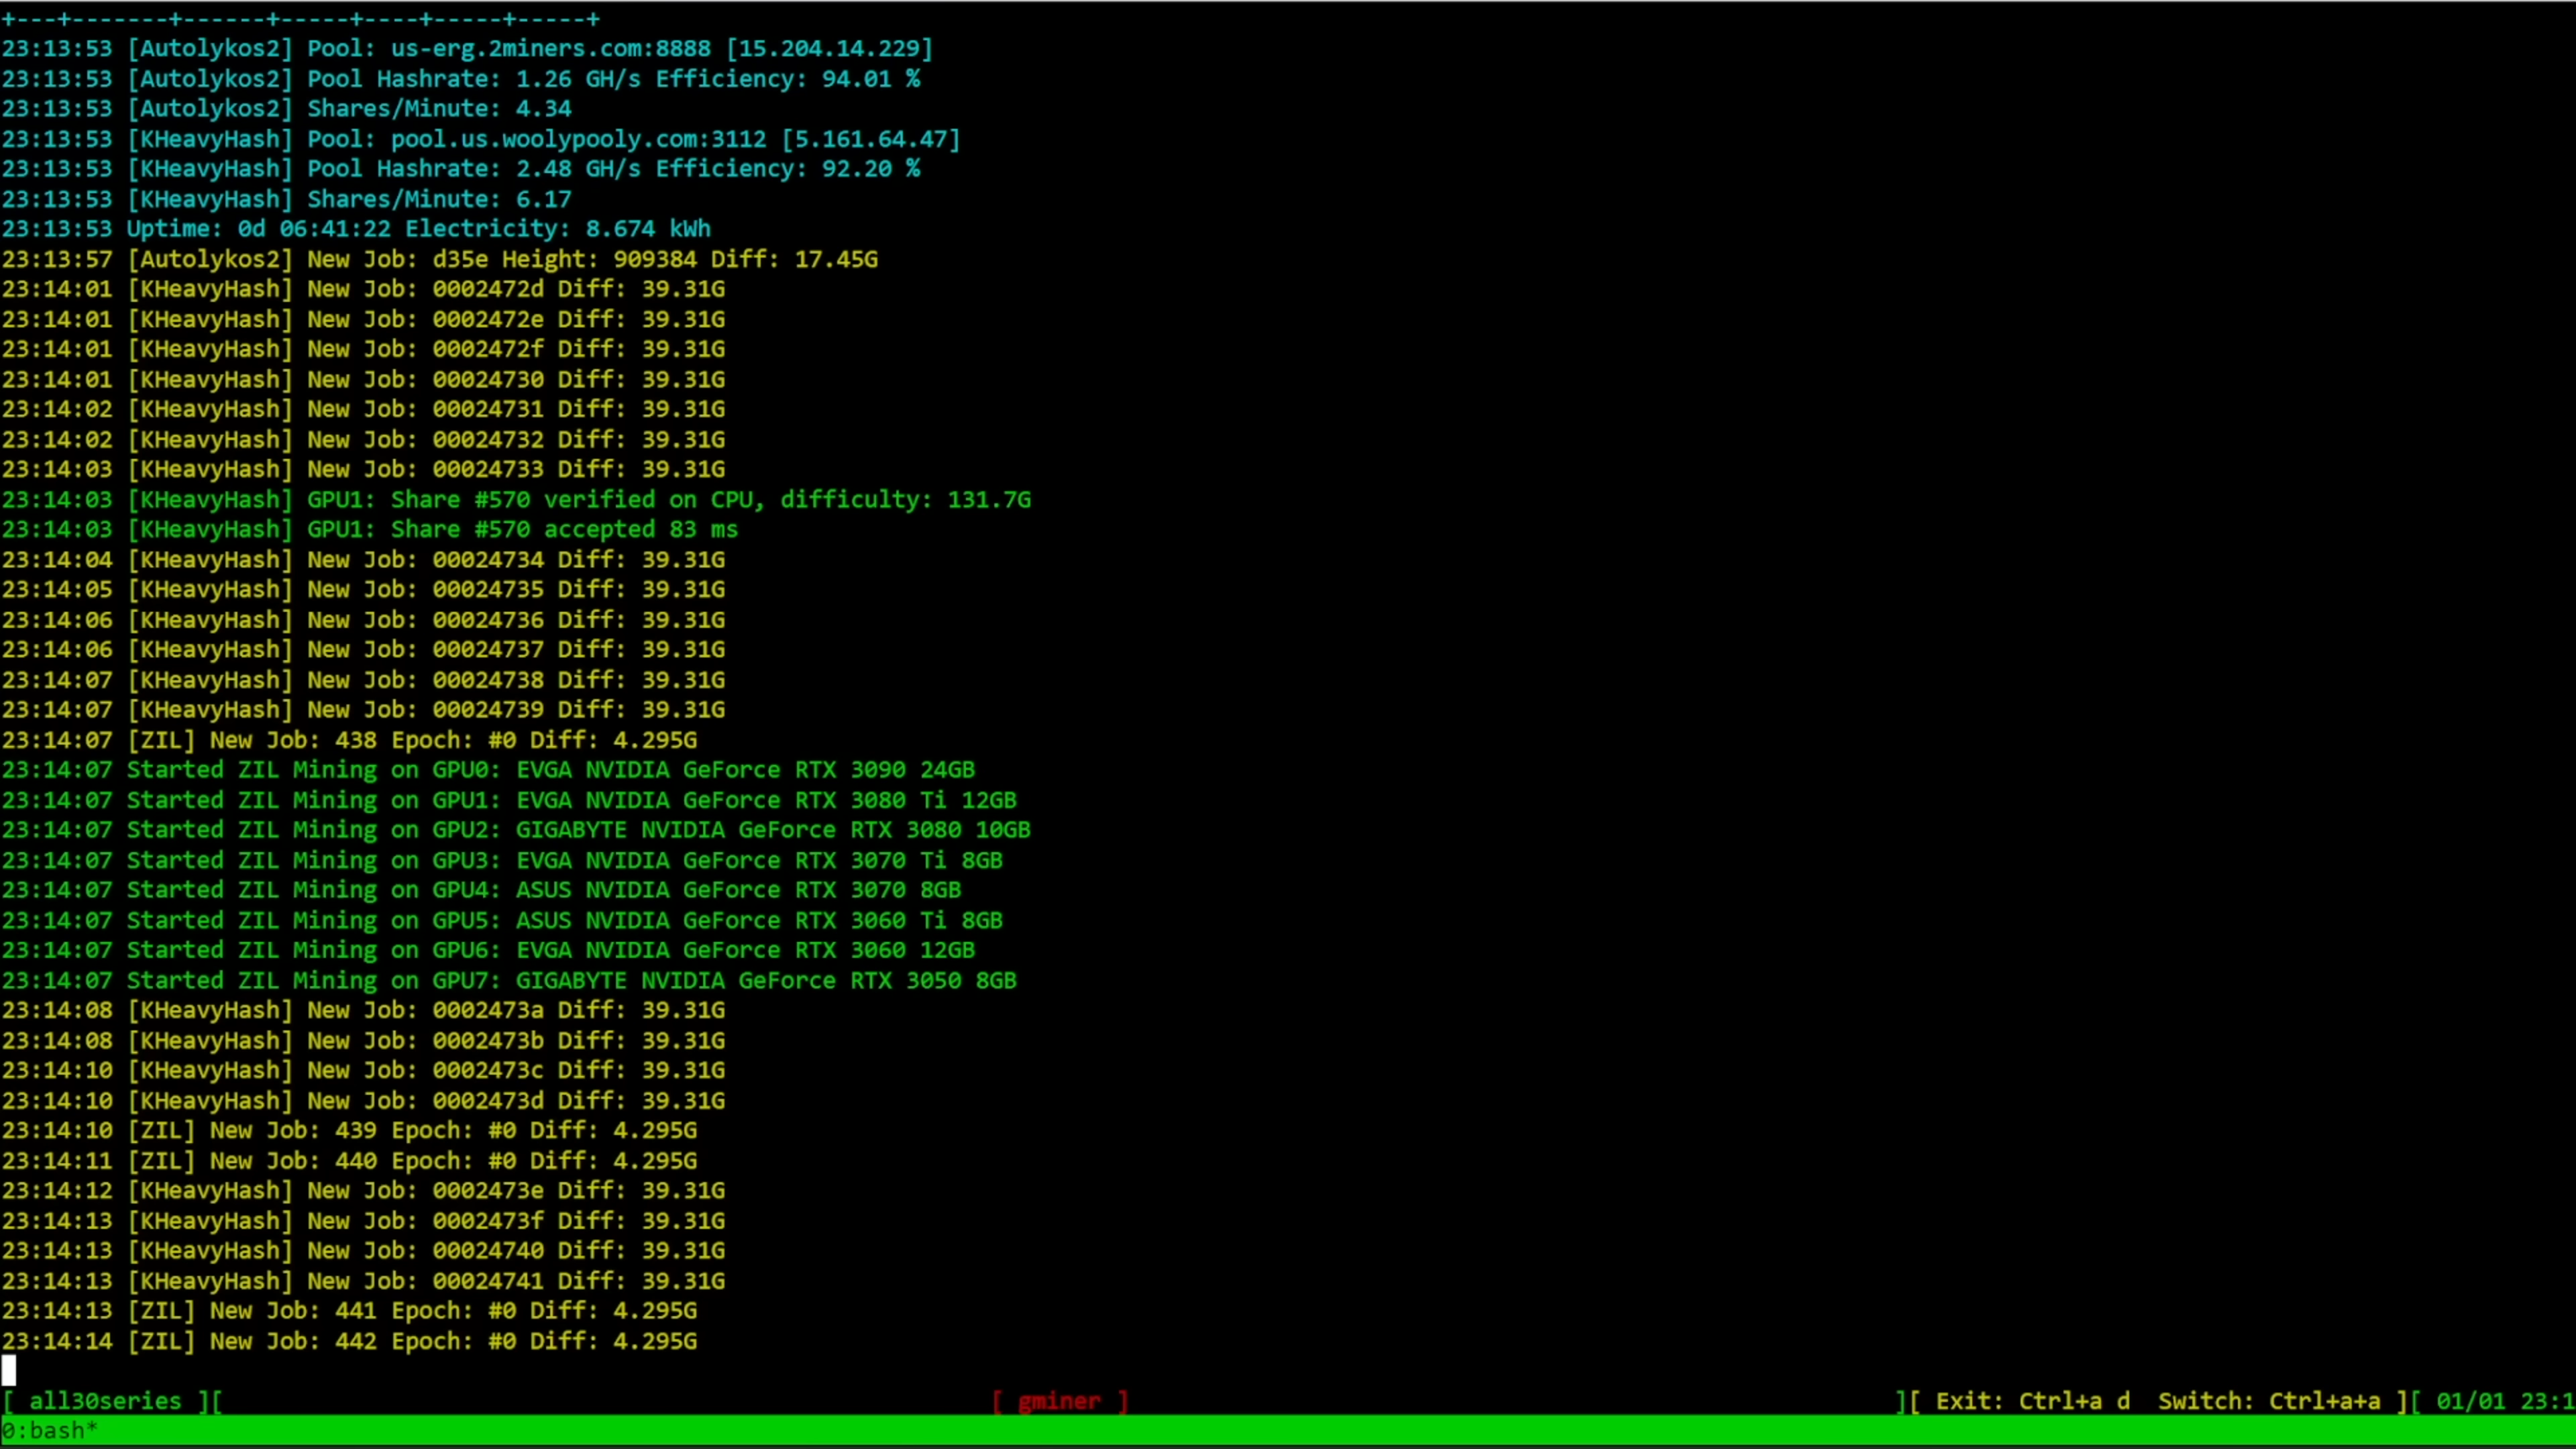 +---+-------+------+-----+----+-----+-----+
23:13:53 [Autolykos2] Pool: us-erg.2miners.com:8888 [15.204.14.229]
23:13:53 [Autolykos2] Pool Hashrate: 1.26 GH/s Efficiency: 94.01 %
23:13:53 [Autolykos2] Shares/Minute: 4.34
23:13:53 [KHeavyHash] Pool: pool.us.woolypooly.com:3112 [5.161.64.47]
23:13:53 [KHeavyHash] Pool Hashrate: 2.48 GH/s Efficiency: 92.20 %
23:13:53 [KHeavyHash] Shares/Minute: 6.17
23:13:53 Uptime: 0d 06:41:22 Electricity: 8.674 kWh
23:13:57 [Autolykos2] New Job: d35e Height: 909384 Diff: 17.45G
23:14:01 [KHeavyHash] New Job: 0002472d Diff: 39.31G
23:14:01 [KHeavyHash] New Job: 0002472e Diff: 39.31G
23:14:01 [KHeavyHash] New Job: 0002472f Diff: 39.31G
23:14:01 [KHeavyHash] New Job: 00024730 Diff: 39.31G
23:14:02 [KHeavyHash] New Job: 00024731 Diff: 39.31G
23:14:02 [KHeavyHash] New Job: 00024732 Diff: 39.31G
23:14:03 [KHeavyHash] New Job: 00024733 Diff: 39.31G
23:14:03 [KHeavyHash] GPU1: Share #570 verified on CPU, difficulty: 131.7G
23:14:03 [KHeavyHash] GPU1: Share #570 accepted 83 ms
23:14:04 [KHeavyHash] New Job: 00024734 Diff: 39.31G
23:14:05 [KHeavyHash] New Job: 00024735 Diff: 39.31G
23:14:06 [KHeavyHash] New Job: 00024736 Diff: 39.31G
23:14:06 [KHeavyHash] New Job: 00024737 Diff: 39.31G
23:14:07 [KHeavyHash] New Job: 00024738 Diff: 39.31G
23:14:07 [KHeavyHash] New Job: 00024739 Diff: 39.31G
23:14:07 [ZIL] New Job: 438 Epoch: #0 Diff: 4.295G
23:14:07 Started ZIL Mining on GPU0: EVGA NVIDIA GeForce RTX 3090 24GB
23:14:07 Started ZIL Mining on GPU1: EVGA NVIDIA GeForce RTX 3080 Ti 12GB
23:14:07 Started ZIL Mining on GPU2: GIGABYTE NVIDIA GeForce RTX 3080 10GB
23:14:07 Started ZIL Mining on GPU3: EVGA NVIDIA GeForce RTX 3070 Ti 8GB
23:14:07 Started ZIL Mining on GPU4: ASUS NVIDIA GeForce RTX 3070 8GB
23:14:07 Started ZIL Mining on GPU5: ASUS NVIDIA GeForce RTX 3060 Ti 8GB
23:14:07 Started ZIL Mining on GPU6: EVGA NVIDIA GeForce RTX 3060 12GB
23:14:07 Started ZIL Mining on GPU7: GIGABYTE NVIDIA GeForce RTX 3050 8GB
23:14:08 [KHeavyHash] New Job: 0002473a Diff: 39.31G
23:14:08 [KHeavyHash] New Job: 0002473b Diff: 39.31G
23:14:10 [KHeavyHash] New Job: 0002473c Diff: 39.31G
23:14:10 [KHeavyHash] New Job: 0002473d Diff: 39.31G
23:14:10 [ZIL] New Job: 439 Epoch: #0 Diff: 4.295G
23:14:11 [ZIL] New Job: 440 Epoch: #0 Diff: 4.295G
23:14:12 [KHeavyHash] New Job: 0002473e Diff: 39.31G
23:14:13 [KHeavyHash] New Job: 0002473f Diff: 39.31G
23:14:13 [KHeavyHash] New Job: 00024740 Diff: 39.31G
23:14:13 [KHeavyHash] New Job: 00024741 Diff: 39.31G
23:14:13 [ZIL] New Job: 441 Epoch: #0 Diff: 4.295G
23:14:14 [ZIL] New Job: 442 Epoch: #0 Diff: 4.295G
[ all30series ][ [ gminer ] ][ Exit: Ctrl+a d Switch: Ctrl+a+a ][ 01/01 23:1
0:bash*